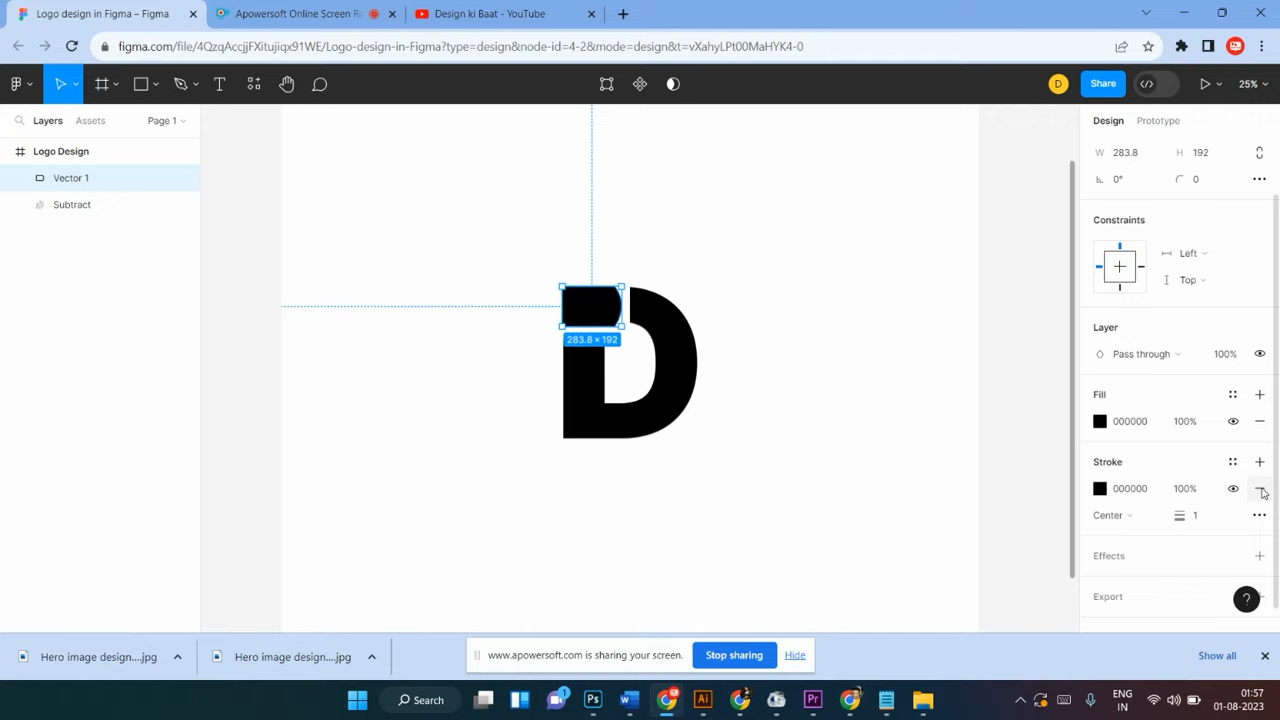 Logo design in Figma – Figma
Apowersoft Online Screen R
Design ki Baat - YouTube
figma.com/file/4QzqAccjjFXitujiqx91WE/Logo-design-in-Figma?type=design&node-id=4-2&mode=design&t=vXahyLPt00MaHYK4-0
D
Share
25%
Layers
Assets
Page 1
Design
Prototype
Logo Design
W 283.8
H 192
Vector 1
0°
0
Subtract
Constraints
Left
Top
Layer
Pass through
100%
283.8 × 192
D
Fill
000000
100%
Stroke
000000
100%
Center
1
Effects
Export
?
Hero image design....jpg
Hero image design....jpg
www.apowersoft.com is sharing your screen.
Stop sharing
Hide
Show all
Search
1
Ps
Ai
Pr
ENG
IN
01:57
01-08-2023